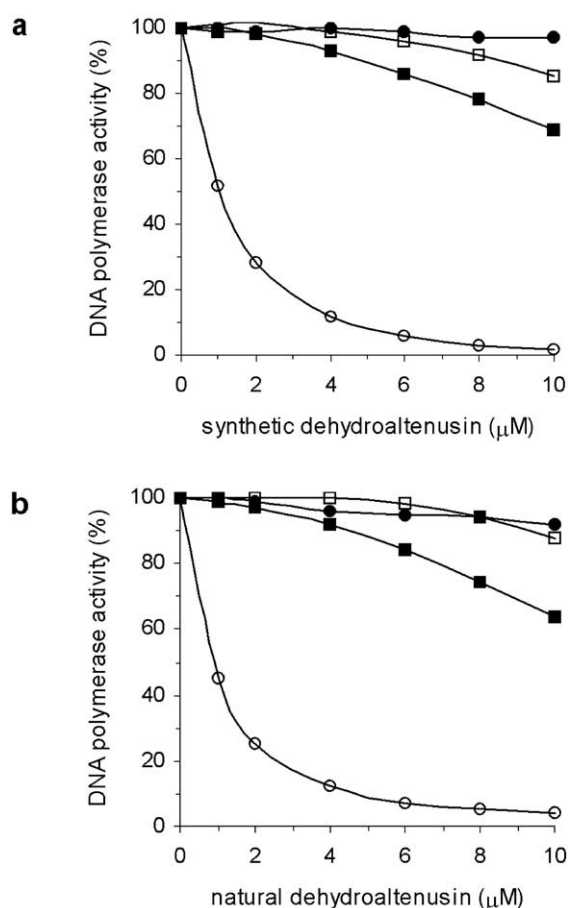 a
DNA polymerase activity (%)
100
80
60
40
20
0
0 2 4 6 8 10
synthetic dehydroaltenusin (μM)
b
DNA polymerase activity (%)
100
80
60
40
20
0
0 2 4 6 8 10
natural dehydroaltenusin (μM)